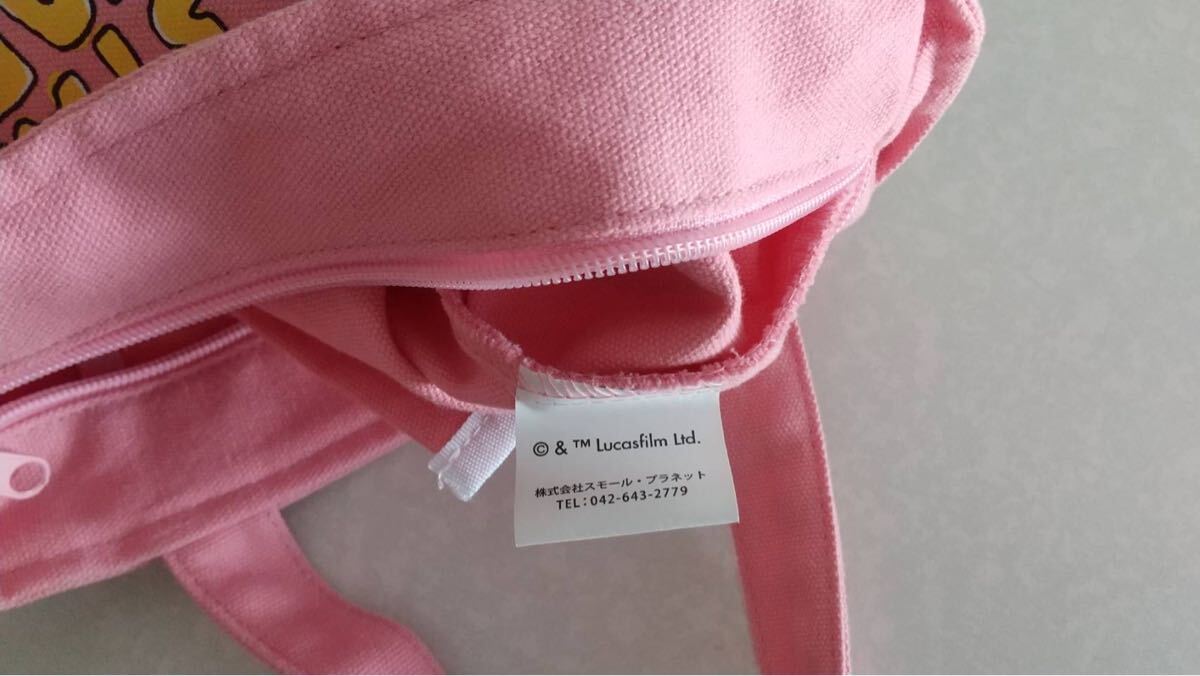 © & ™ Lucasfilm Ltd.
株式会社スモール・プラネット
TEL：042-643-2779